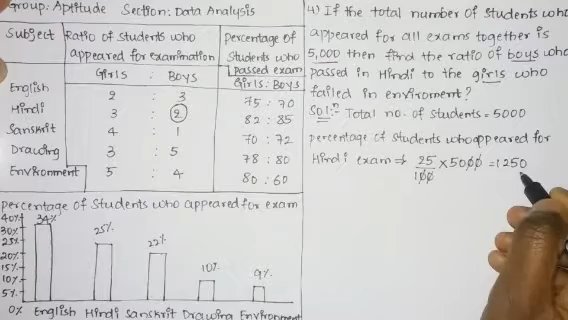 Group: Aptitude Section: Data Analysis
Subject Ratio of Students who appeared for examination Percentage of Students who passed exam
Girls : Boys Girls : Boys
English 2 : 3 75 : 70
Hindi 3 : 2 82 : 85
Sanskrit 4 : 1 70 : 72
Drawing 3 : 5 78 : 80
Environment 5 : 4 80 : 60
Percentage of Students who appeared for exam
40%
30%
25%
20%
15%
10%
5%
0%
34% 25% 22% 10% 9%
English Hindi Sanskrit Drawing Environment
4) If the total number of students who
appeared for all exams together is
5,000 then find the ratio of boys who
passed in Hindi to the girls who
failed in enviroment?
Sol:ⁿ Total no. of students = 5000
percentage of students who appeared for
Hindi exam ⇒ 25/100 × 5000 = 1250